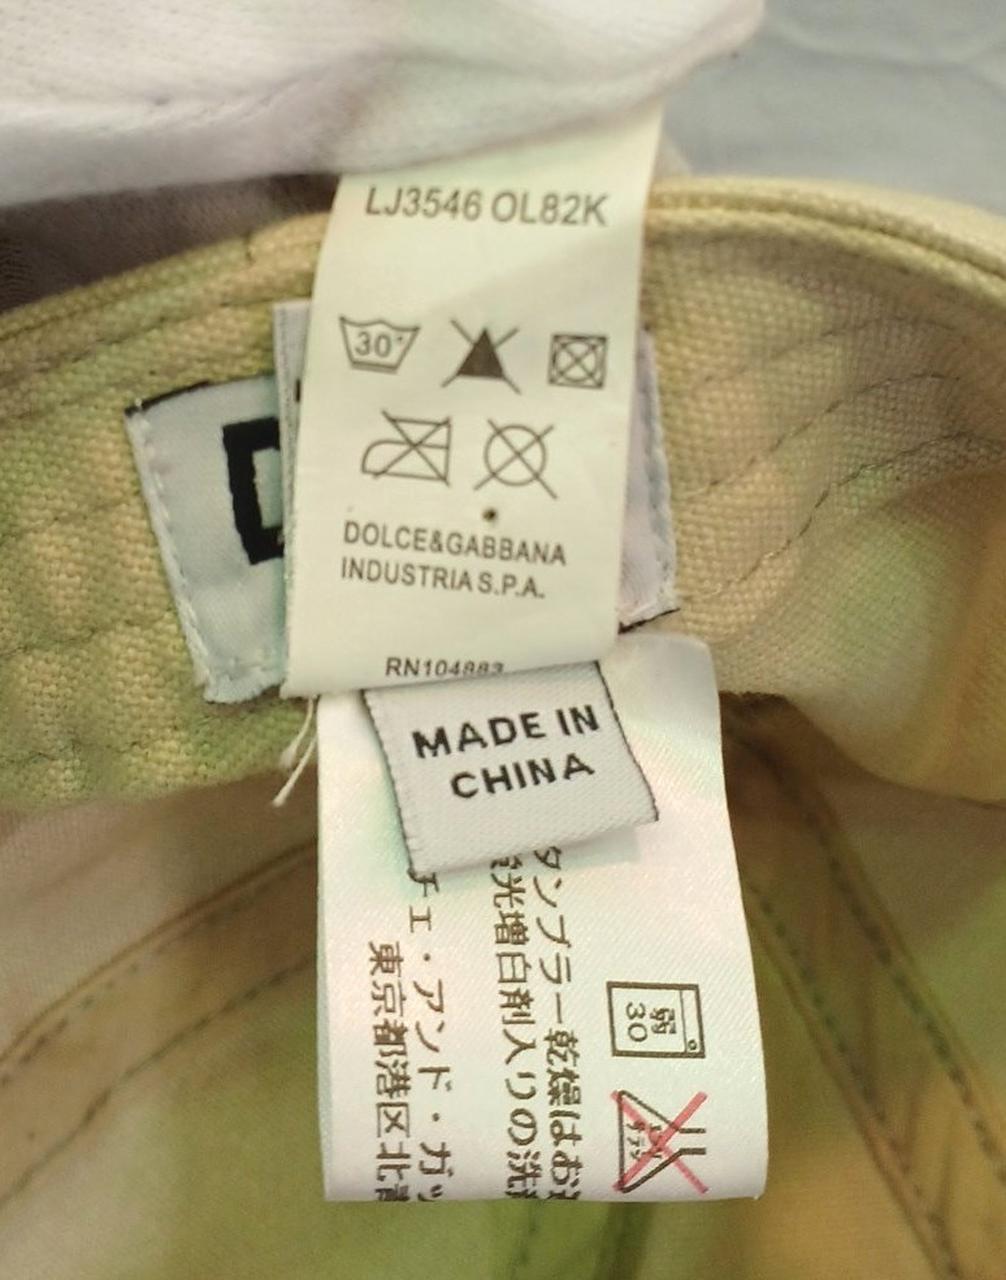 LJ3546 OL82K
30°
DOLCE&GABBANA
INDUSTRIA S.P.A.
RN104883
MADE IN
CHINA
弱
30
タンブラー乾燥はお
光増白剤入りの洗
チェ・アンド・ガッ
東京都港区北